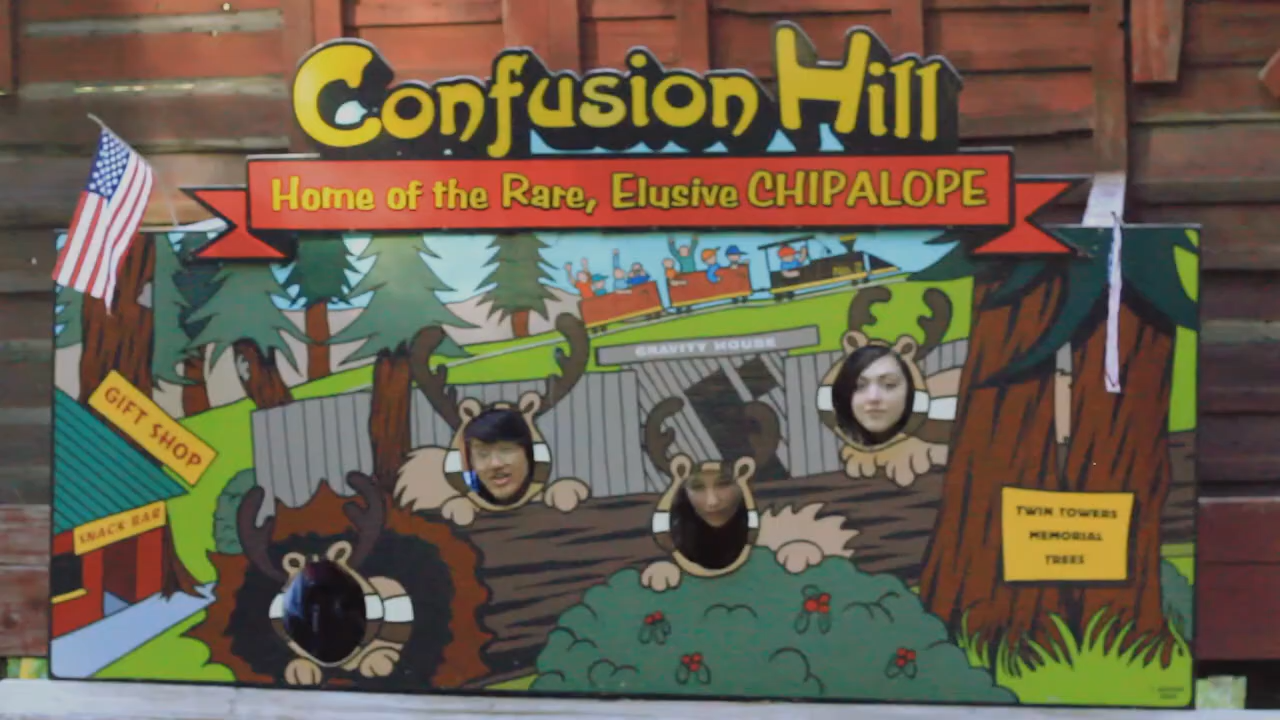 Confusion Hill
Home of the Rare, Elusive CHIPALOPE
GRAVITY HOUSE
GIFT SHOP
SNACK BAR
TWIN TOWERS
MEMORIAL
TREES